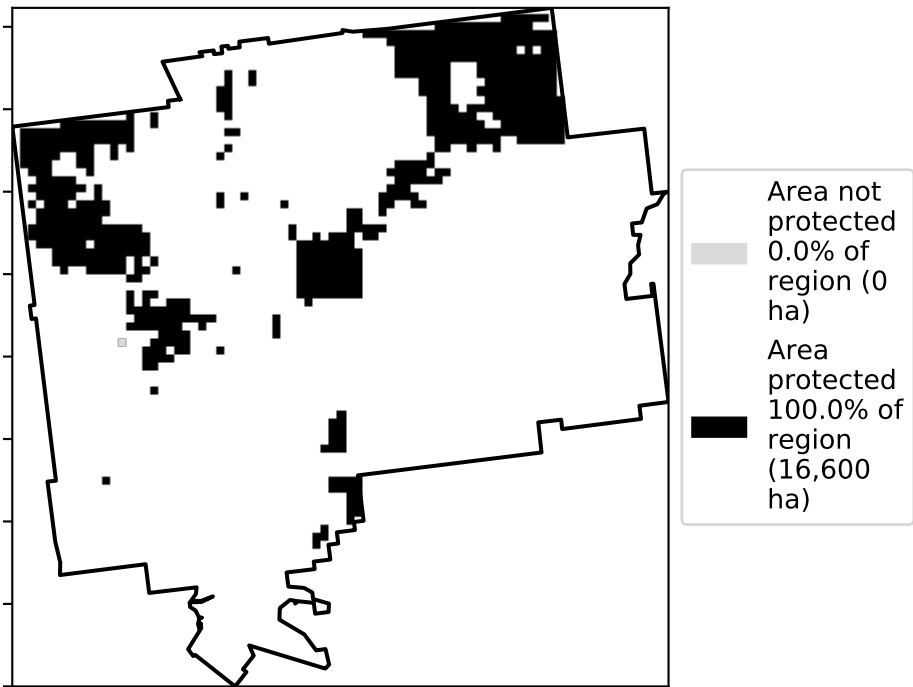 Area not
protected
0.0% of
region (0
ha)
Area
protected
100.0% of
region
(16,600
ha)